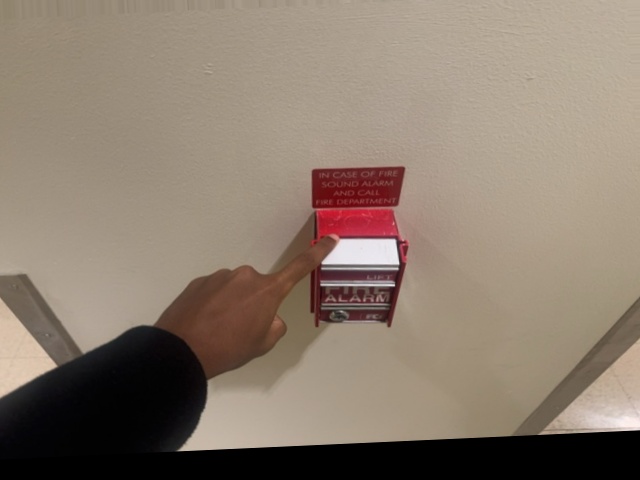 IN CASE OF FIRE
SOUND ALARM
AND CALL
FIRE DEPARTMENT
LIFT
FIRE
ALARM